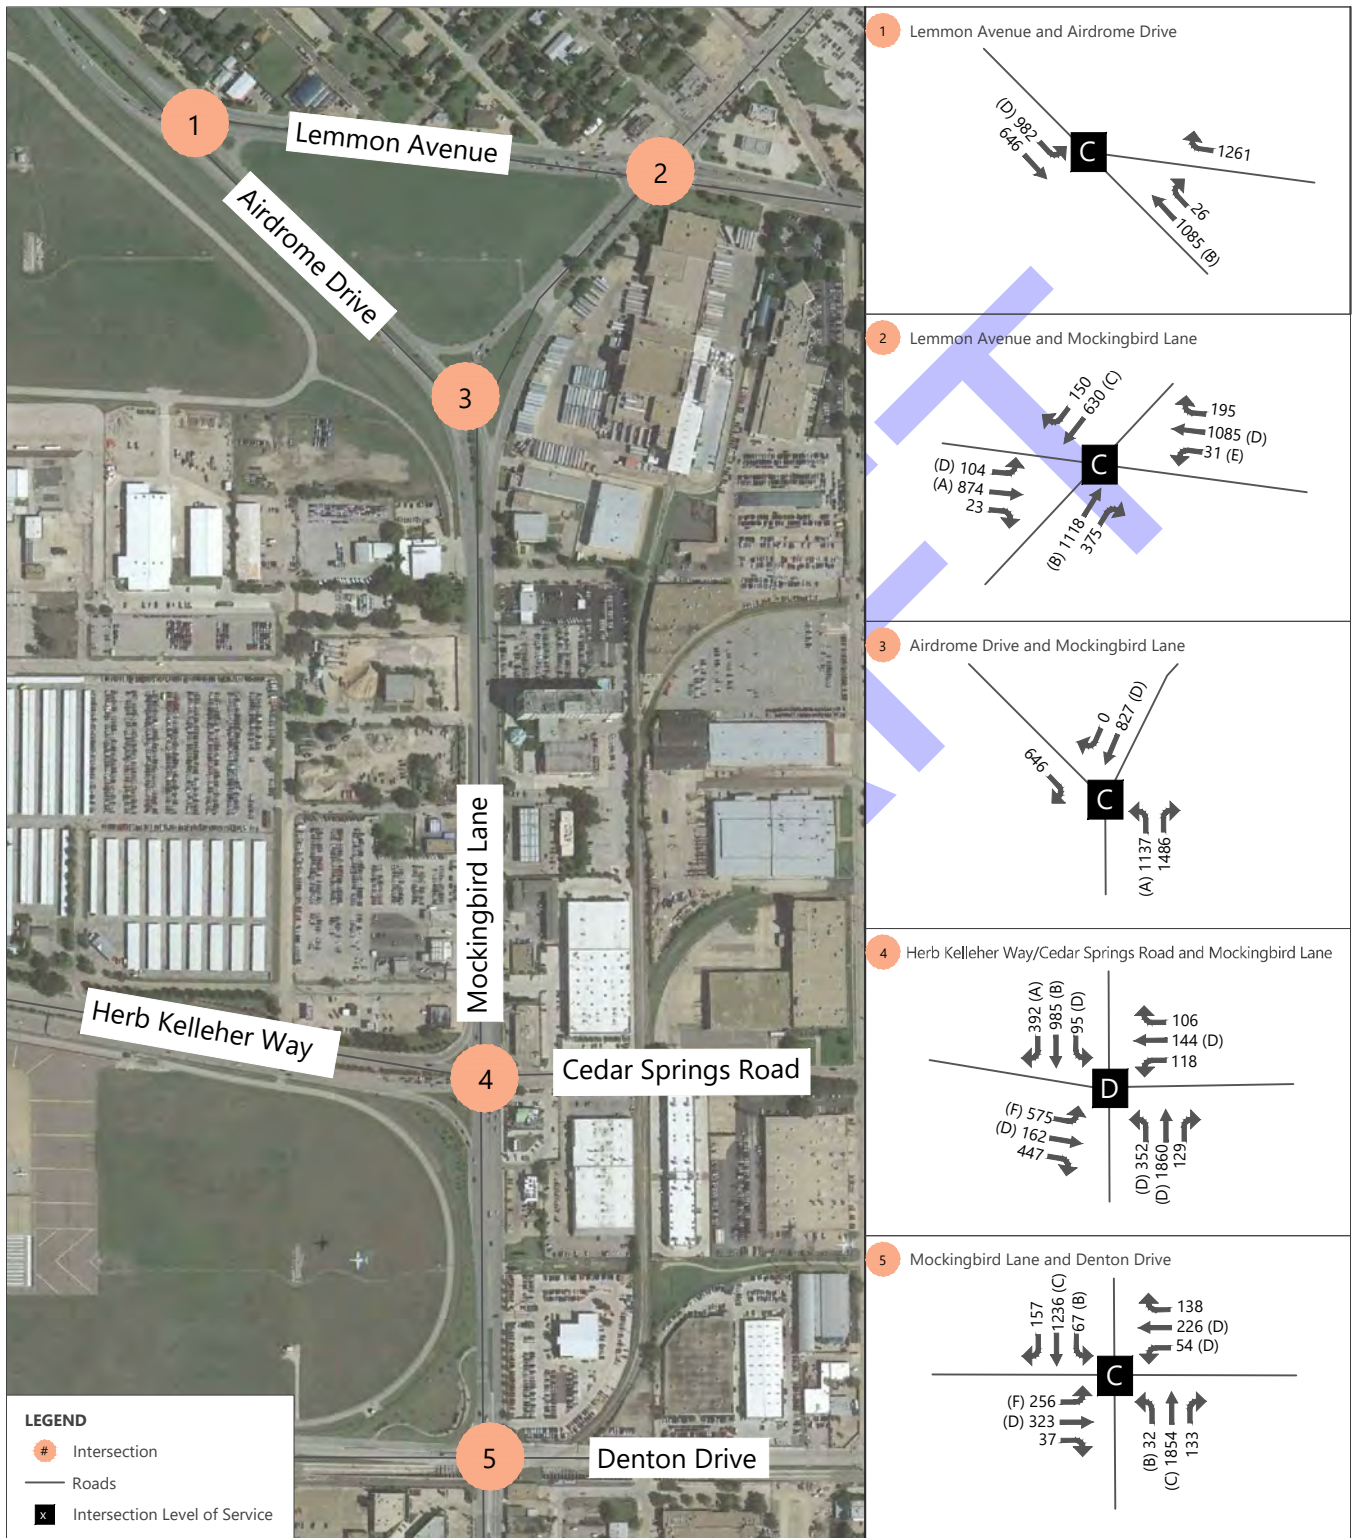 1
Lemmon Avenue
2
Airdrome Drive
3
Mockingbird Lane
Herb Kelleher Way
4
Cedar Springs Road
5
Denton Drive
LEGEND
# Intersection
Roads
x Intersection Level of Service
1 Lemmon Avenue and Airdrome Drive
(D) 982
646
C
1261
26
1085 (B)
2 Lemmon Avenue and Mockingbird Lane
150
630 (C)
195
1085 (D)
31 (E)
C
(D) 104
(A) 874
23
(B) 1118
375
3 Airdrome Drive and Mockingbird Lane
0
827 (D)
646
C
(A) 1137
1486
4 Herb Kelleher Way/Cedar Springs Road and Mockingbird Lane
392 (A)
985 (B)
95 (D)
106
144 (D)
118
D
(F) 575
(D) 162
447
(D) 352
(D) 1860
129
5 Mockingbird Lane and Denton Drive
157
1236 (C)
67 (B)
138
226 (D)
54 (D)
C
(F) 256
(D) 323
37
(B) 32
(C) 1854
133